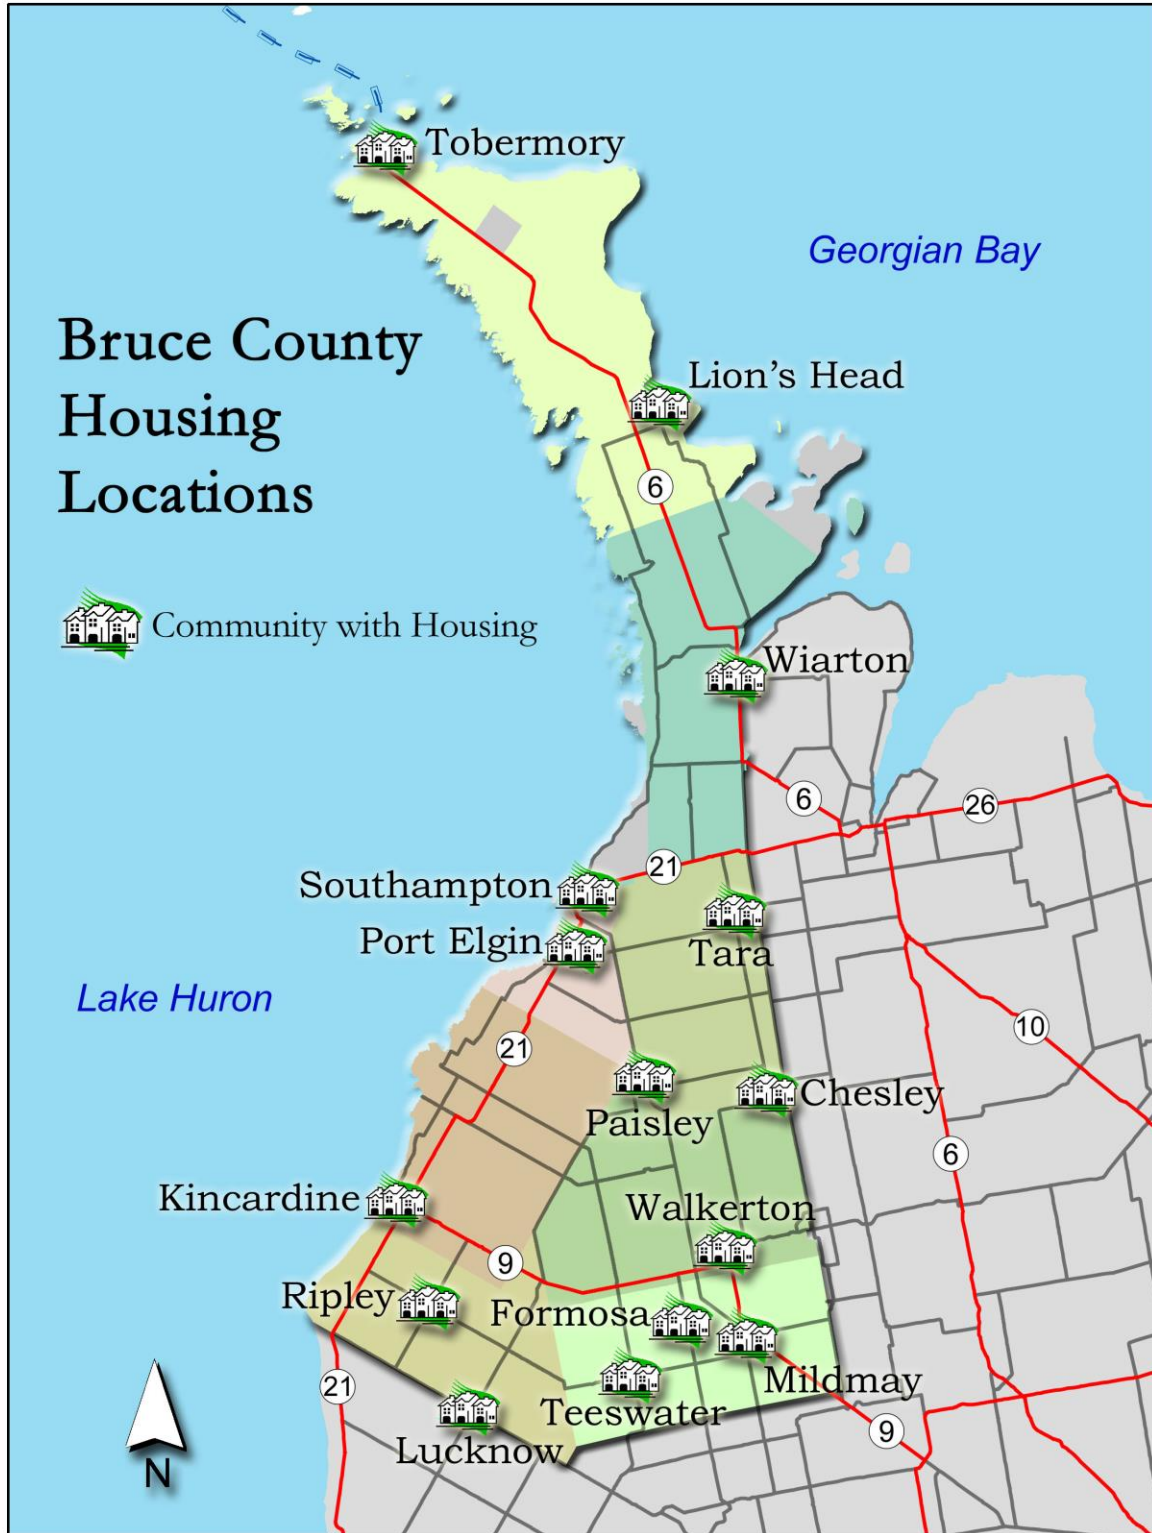 Tobermory
Georgian Bay
Bruce County
Housing
Locations
Lion's Head
6
Community with Housing
Wiarton
6
26
21
Southampton
Tara
Port Elgin
Lake Huron
10
21
Paisley
Chesley
6
Kincardine
Walkerton
9
Ripley
Formosa
Mildmay
21
Teeswater
9
Lucknow
N